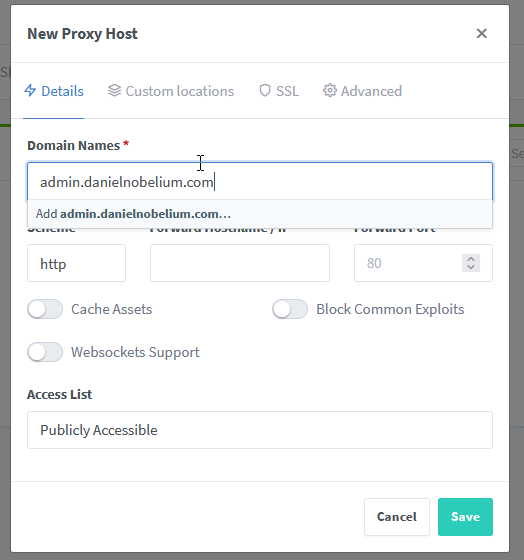 New Proxy Host
Details Custom locations SSL Advanced
Domain Names *
admin.danielnobelium.com
Add admin.danielnobelium.com...
Scheme Forward Hostname / IP Forward Port
http 80
Cache Assets Block Common Exploits
Websockets Support
Access List
Publicly Accessible
Cancel Save